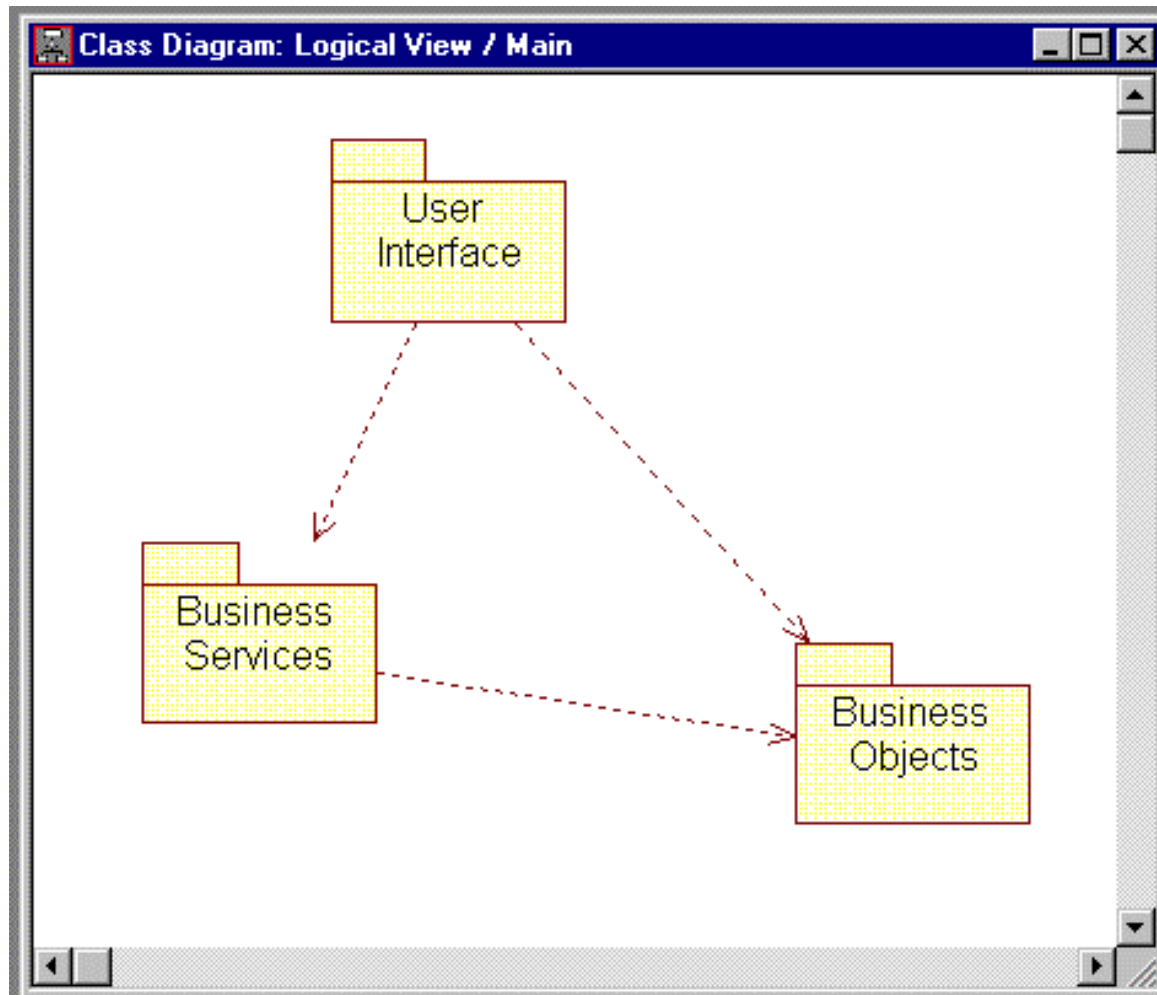 Class Diagram: Logical View / Main
User
Interface
Business
Services
Business
Objects